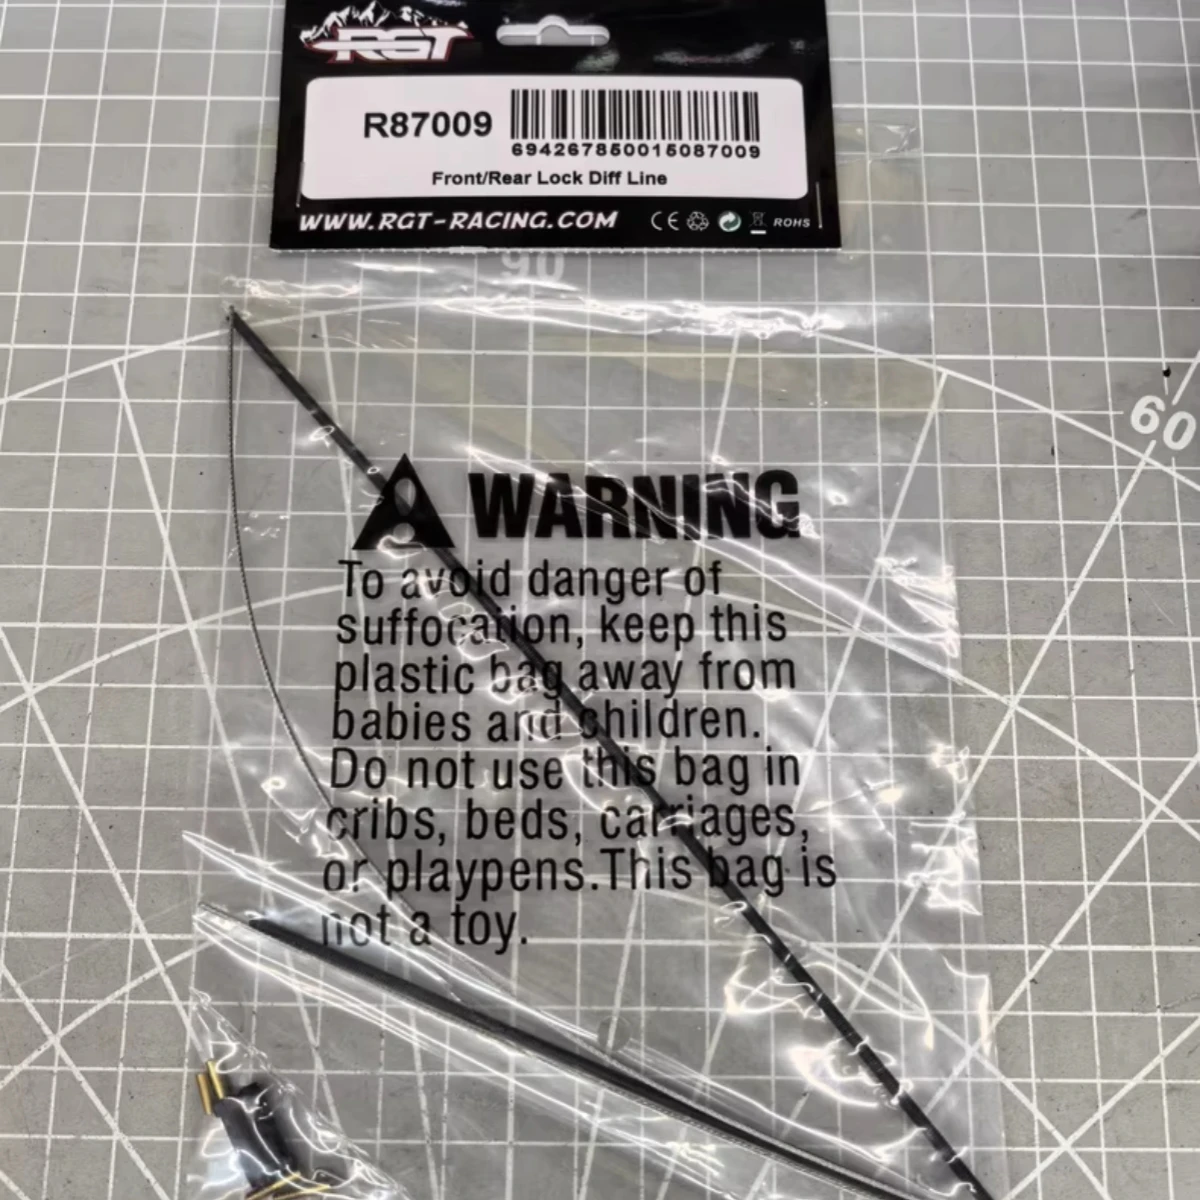 RGT
R87009
694267850015087009
Front/Rear Lock Diff Line
WWW.RGT-RACING.COM
CE
ROHS
90
60
WARNING
To avoid danger of
suffocation, keep this
plastic bag away from
babies and children.
Do not use this bag in
cribs, beds, carriages,
or playpens.This bag is
not a toy.